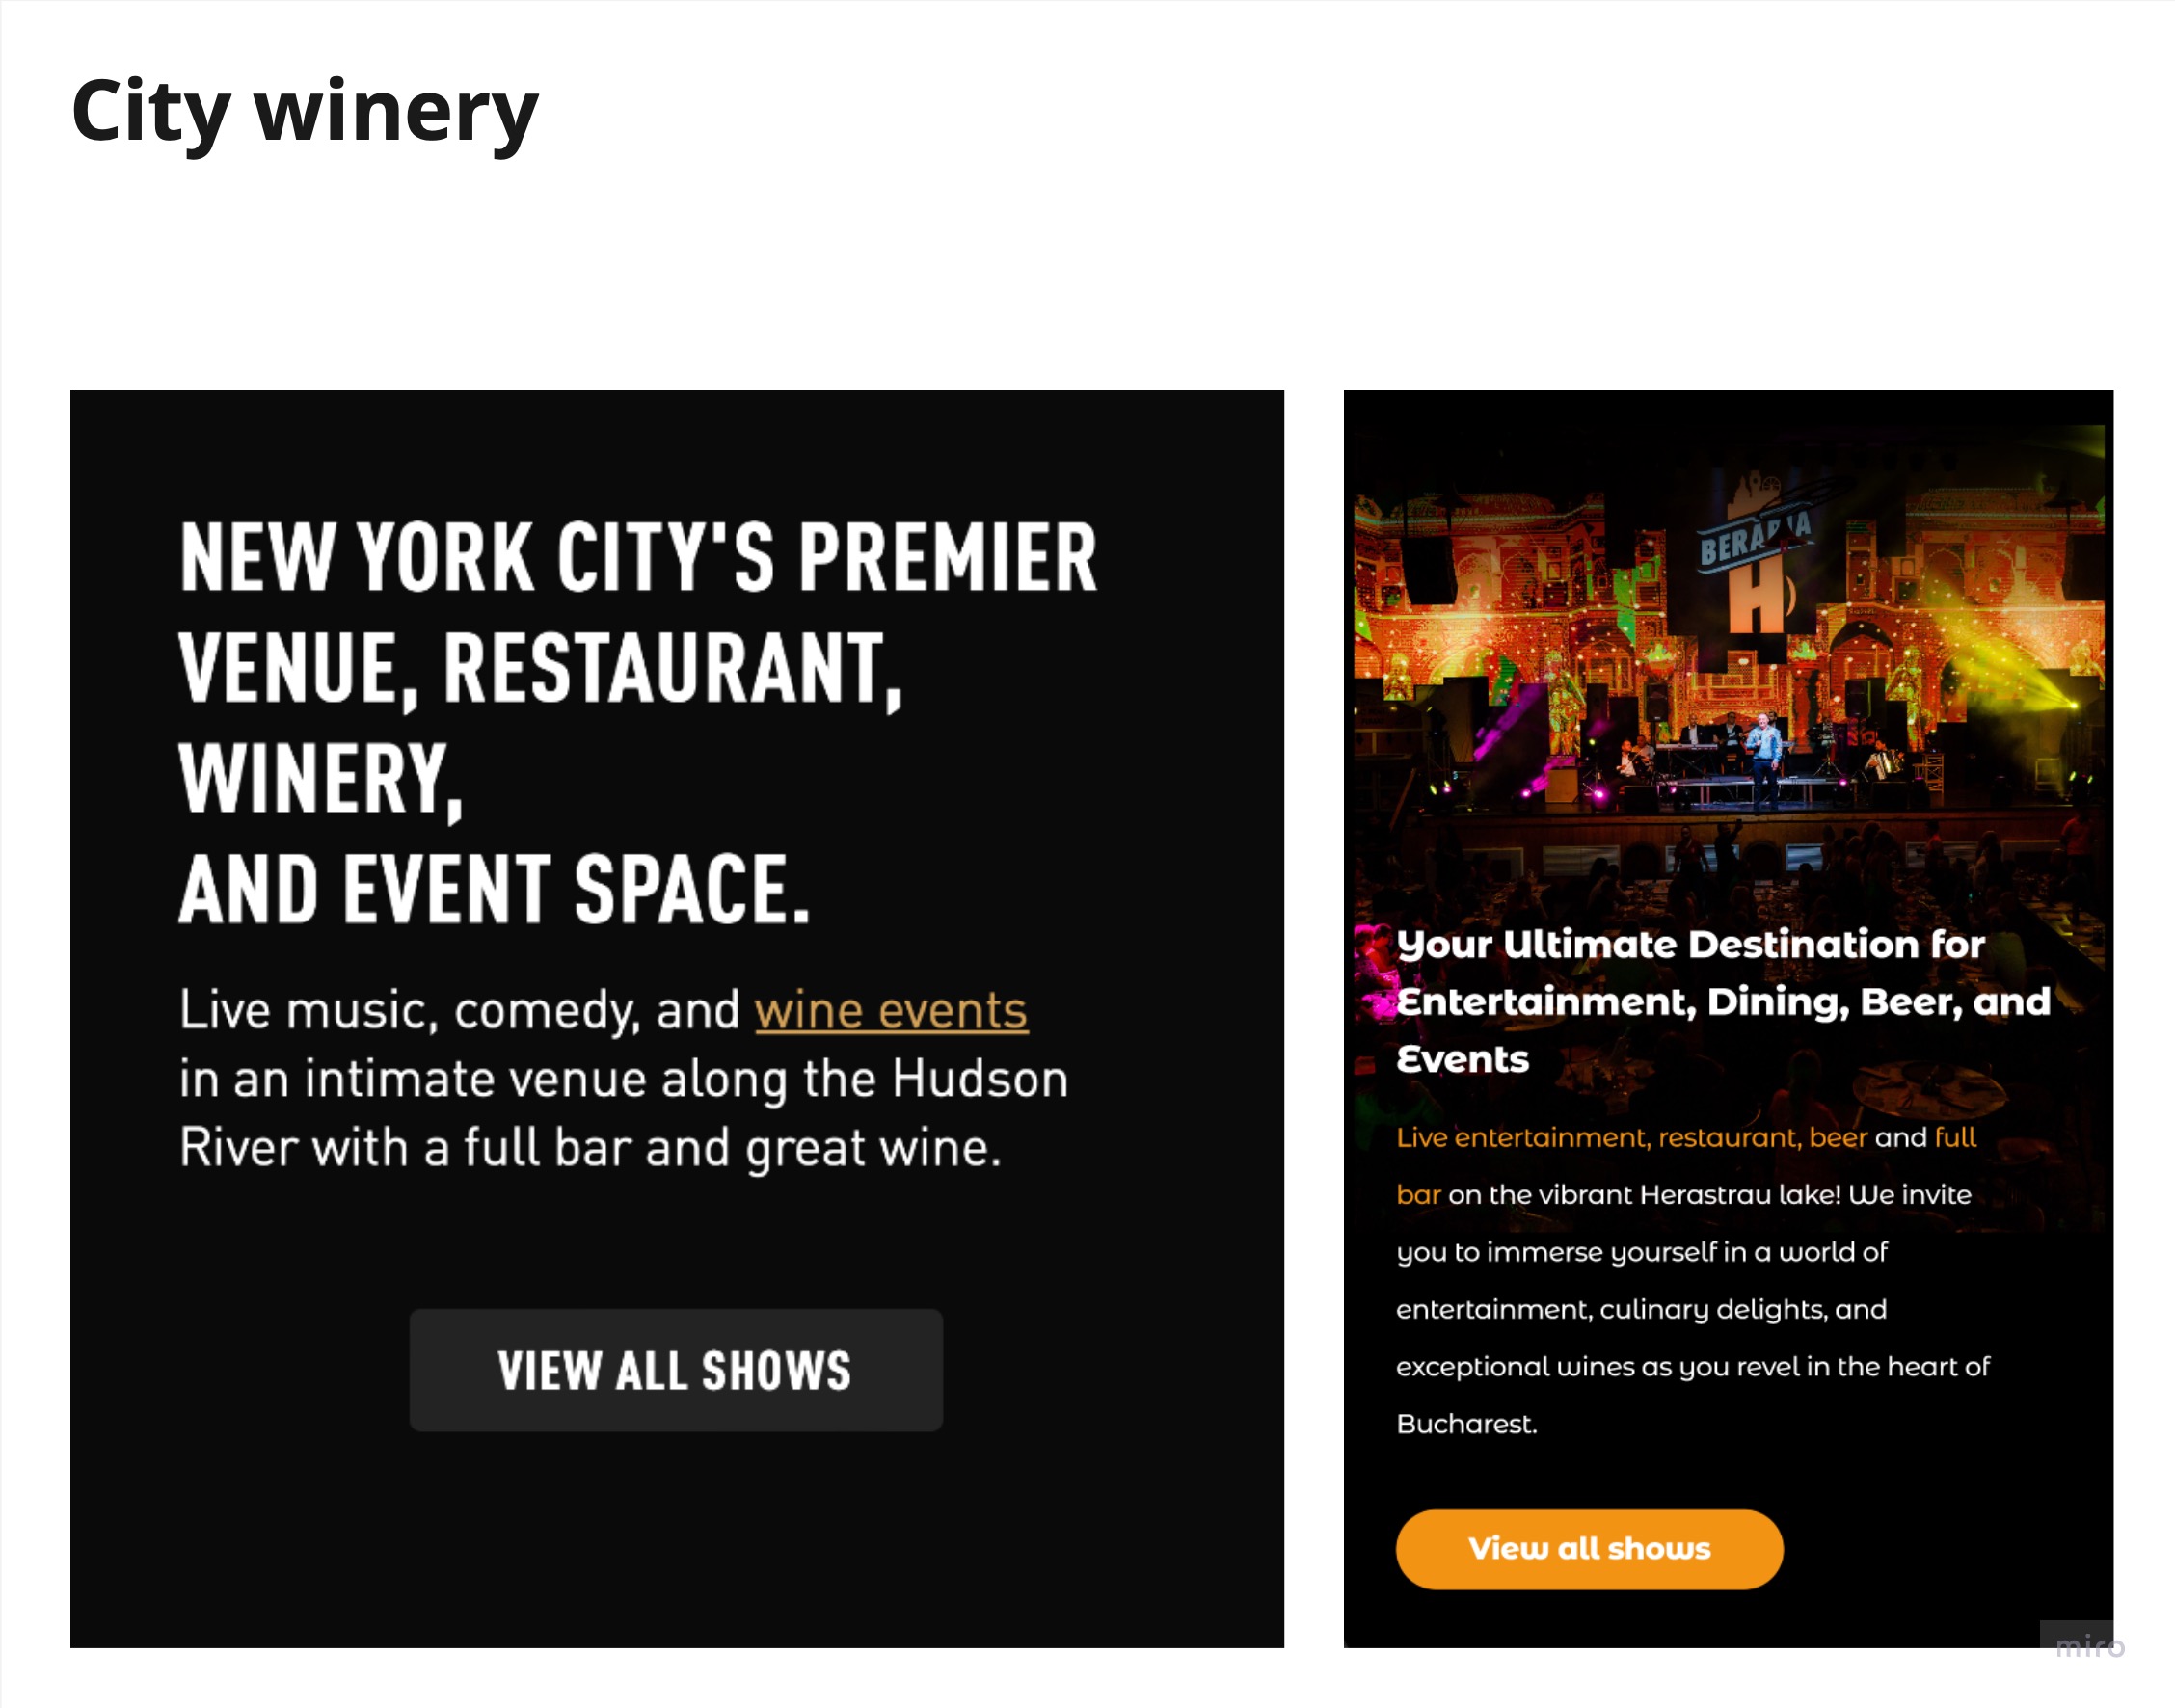 City winery
NEW YORK CITY'S PREMIER
VENUE, RESTAURANT,
WINERY,
AND EVENT SPACE.
Live music, comedy, and wine events
in an intimate venue along the Hudson
River with a full bar and great wine.
VIEW ALL SHOWS
BERĂRIA
H
Your Ultimate Destination for
Entertainment, Dining, Beer, and
Events
Live entertainment, restaurant, beer and full
bar on the vibrant Herastrau lake! We invite
you to immerse yourself in a world of
entertainment, culinary delights, and
exceptional wines as you revel in the heart of
Bucharest.
View all shows
miro